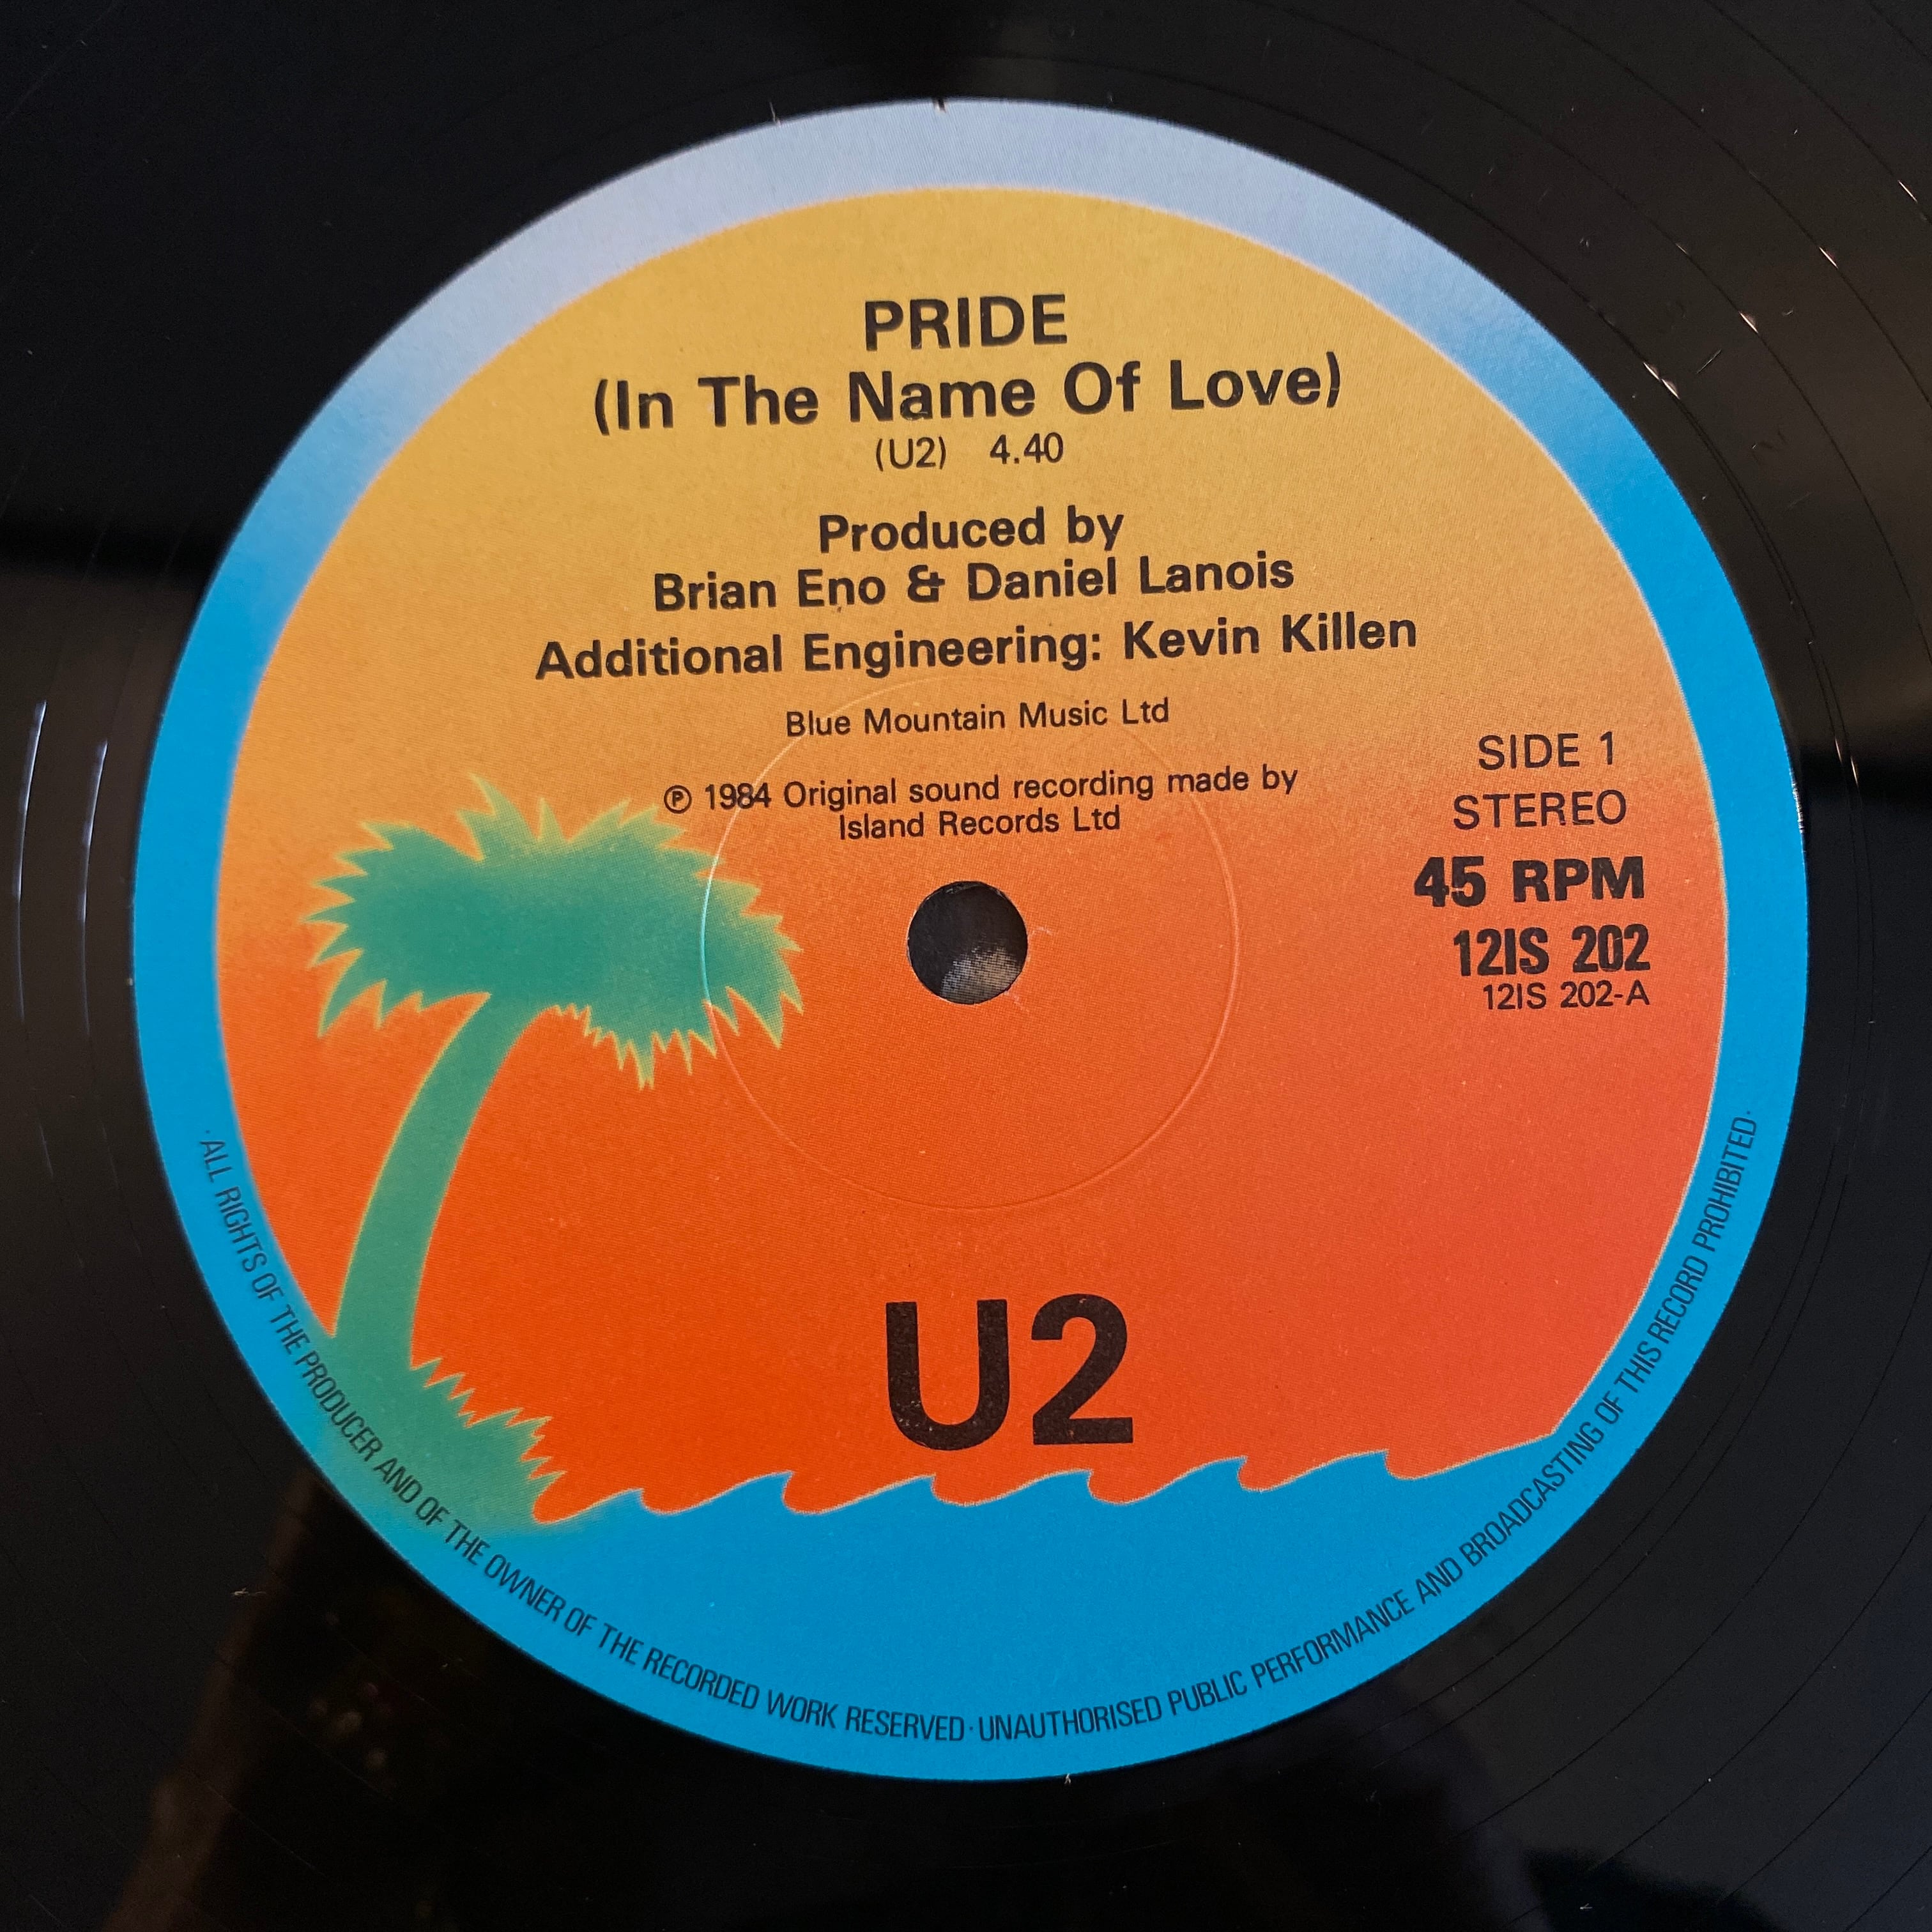 PRIDE
(In The Name Of Love)
(U2) 4.40
Produced by
Brian Eno & Daniel Lanois
Additional Engineering: Kevin Killen
Blue Mountain Music Ltd
℗ 1984 Original sound recording made by
Island Records Ltd
SIDE 1
STEREO
45 RPM
12IS 202
12IS 202-A
U2
· ALL RIGHTS OF THE PRODUCER AND OF THE OWNER OF THE RECORDED WORK RESERVED · UNAUTHORISED PUBLIC PERFORMANCE AND BROADCASTING OF THIS RECORD PROHIBITED ·